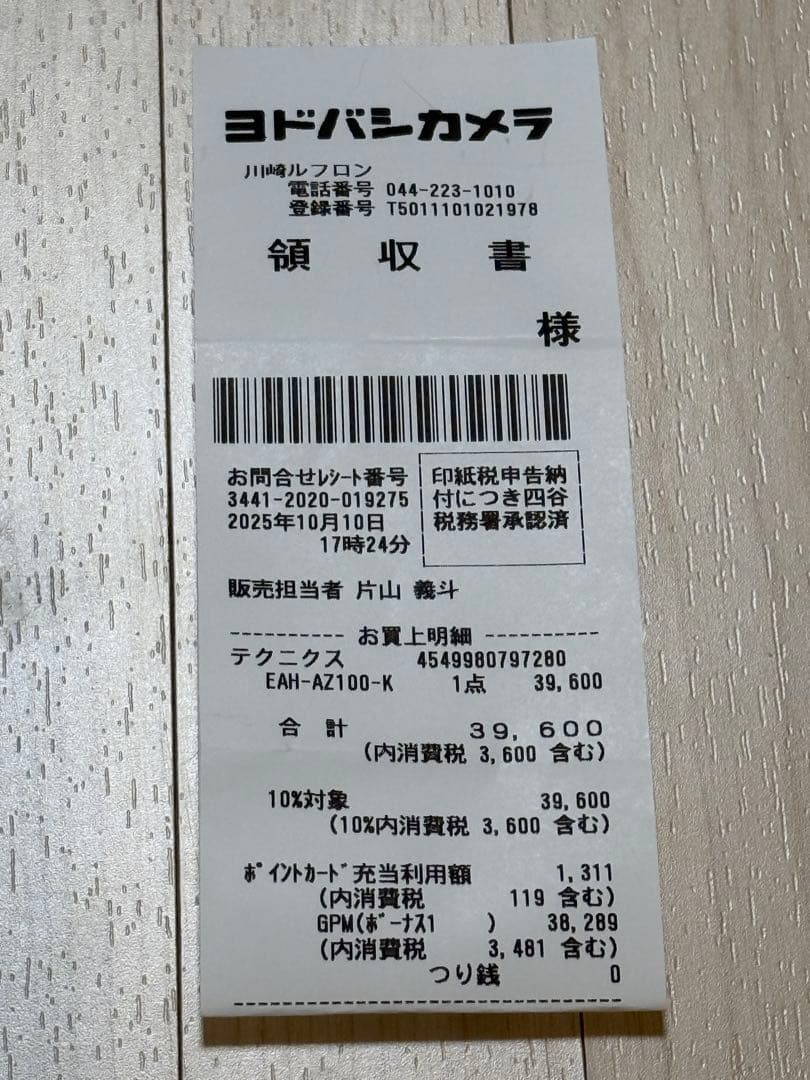 ヨドバシカメラ
川崎ルフロン
電話番号 044-223-1010
登録番号 T5011101021978
領 収 書
様
お問合せﾚｼｰﾄ番号
3441-2020-019275
2025年10月10日
17時24分
印紙税申告納
付につき四谷
税務署承認済
販売担当者 片山 義斗
---------- お買上明細 ----------
テクニクス 4549980797280
EAH-AZ100-K 1点 39,600
合 計 39,600
(内消費税 3,600 含む)
10%対象 39,600
(10%内消費税 3,600 含む)
ﾎﾟｲﾝﾄｶｰﾄﾞ充当利用額 1,311
(内消費税 119 含む)
GPM(ﾎﾞｰﾅｽ1 ) 38,289
(内消費税 3,481 含む)
つり銭 0